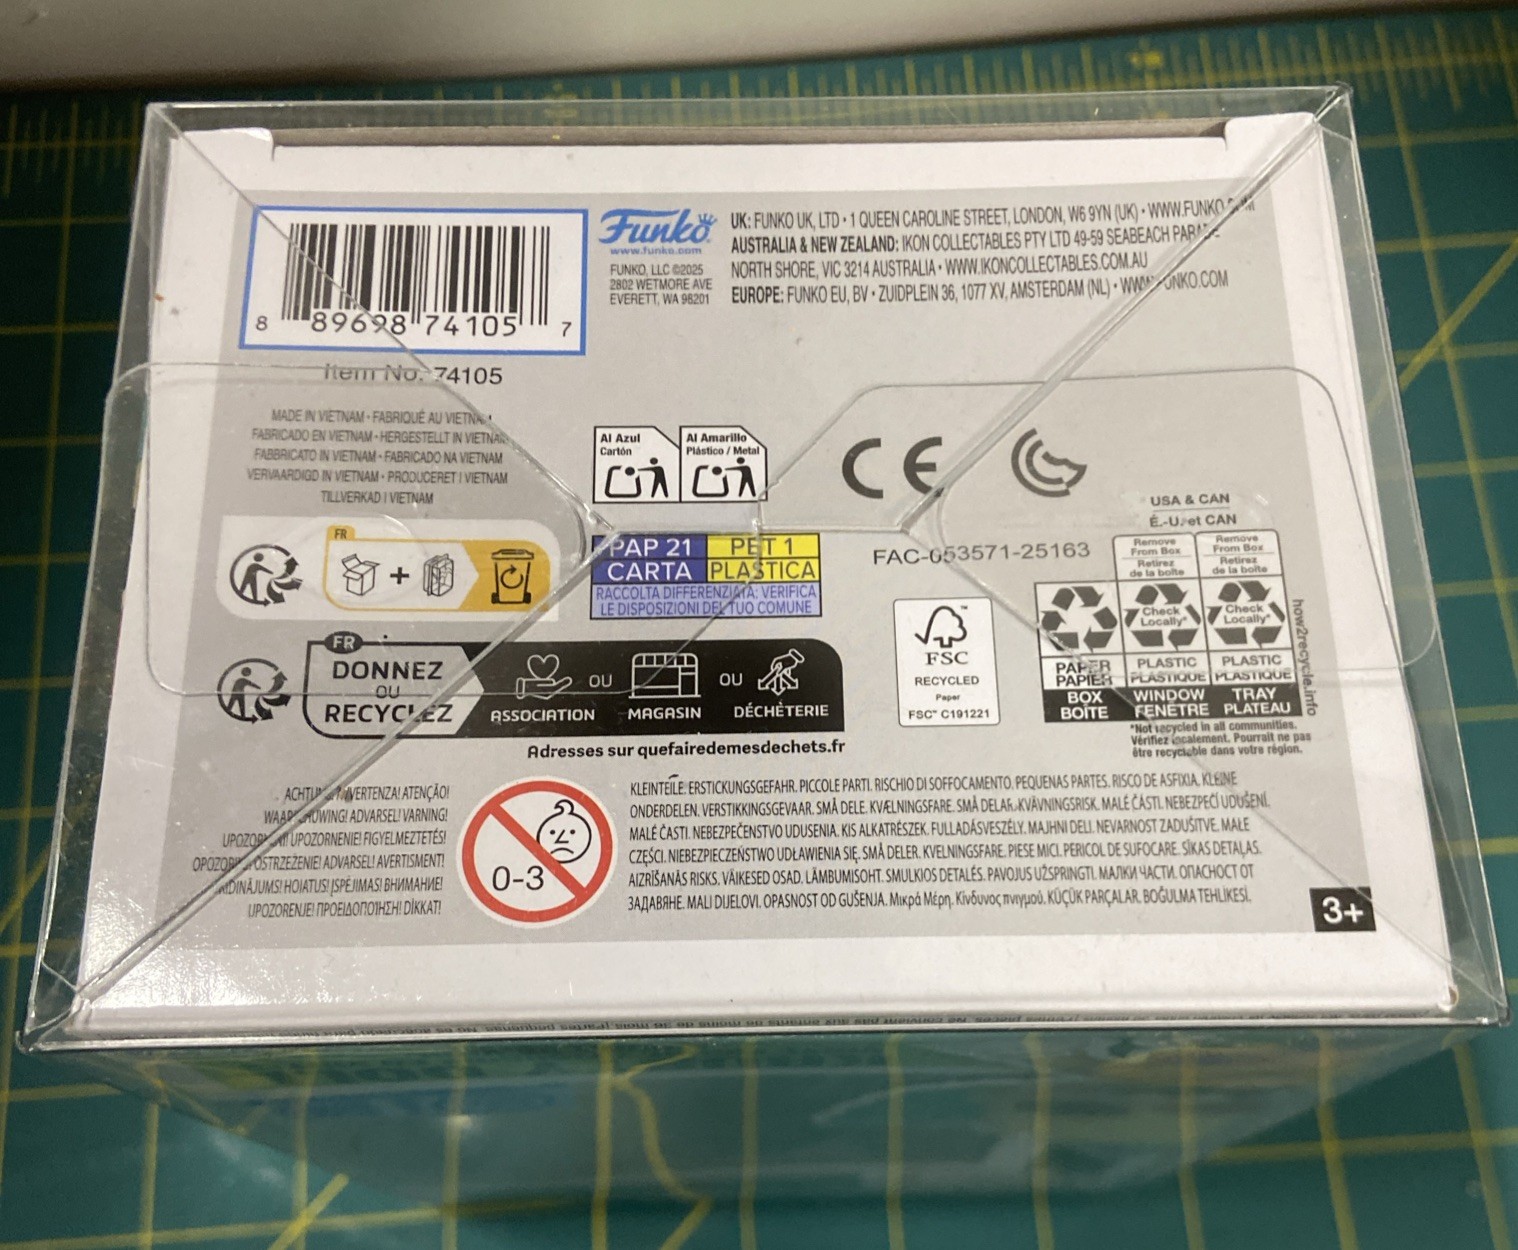 8 89698 74105 7
Item No. 74105
Funko
www.funko.com
FUNKO, LLC ©2025
2802 WETMORE AVE
EVERETT, WA 98201
UK: FUNKO UK, LTD • 1 QUEEN CAROLINE STREET, LONDON, W6 9YN (UK) • WWW.FUNKO
AUSTRALIA & NEW ZEALAND: IKON COLLECTABLES PTY LTD 49-59 SEABEACH
NORTH SHORE, VIC 3214 AUSTRALIA • WWW.IKONCOLLECTABLES.COM.AU
EUROPE: FUNKO EU, BV • ZUIDPLEIN 36, 1077 XV, AMSTERDAM (NL) • WWW.FUNKO.COM
MADE IN VIETNAM • FABRIQUÉ AU VIETNAM
FABRICADO EN VIETNAM • HERGESTELLT IN VIETNAM
FABBRICATO IN VIETNAM • FABRICADO NA VIETNAM
VERVAARDIGD IN VIETNAM • PRODUCERET I VIETNAM
TILLVERKAD I VIETNAM
Al Azul
Cartón
Al Amarillo
Plástico / Metal
CE
FR
+
PAP 21
CARTA
PET 1
PLASTICA
RACCOLTA DIFFERENZIATA: VERIFICA
LE DISPOSIZIONI DEL TUO COMUNE
FAC-053571-25163
FSC™
RECYCLED
Paper
FSC™ C191221
USA & CAN
É.-U. et CAN
Remove
From Box
Retirez
de la boîte
Remove
From Box
Retirez
de la boîte
Check
Locally*
Check
Locally*
PAPER
PAPIER
PLASTIC
PLASTIQUE
PLASTIC
PLASTIQUE
BOX
BOÎTE
WINDOW
FENÊTRE
TRAY
PLATEAU
how2recycle.info
*Not recycled in all communities.
Vérifiez localement. Pourrait ne pas
être recyclable dans votre région.
FR
DONNEZ
OU
RECYCLEZ
ASSOCIATION
OU
MAGASIN
OU
DÉCHÈTERIE
Adresses sur quefairedemesdechets.fr
ACHTUNG! AVVERTENZA! ATENÇÃO!
WAARSCHUWING! ADVARSEL! VARNING!
UPOZORNĚNÍ! UPOZORNENIE! FIGYELMEZTETÉS!
OPOZORILO! OSTRZEŻENIE! ADVARSEL! AVERTISMENT!
BRĪDINĀJUMS! HOIATUS! ĮSPĖJIMAS! ВНИМАНИЕ!
UPOZORENJE! ΠΡΟΕΙΔΟΠΟΙΗΣΗ! DİKKAT!
0-3
KLEINTEILE. ERSTICKUNGSGEFAHR. PICCOLE PARTI. RISCHIO DI SOFFOCAMENTO. PEQUENAS PARTES. RISCO DE ASFIXIA. KLEINE
ONDERDELEN. VERSTIKKINGSGEVAAR. SMÅ DELE. KVÆLNINGSFARE. SMÅ DELAR. KVÄVNINGSRISK. MALÉ ČÁSTI. NEBEZPEČÍ UDUŠENÍ.
MALÉ ČASTI. NEBEZPEČENSTVO UDUSENIA. KIS ALKATRÉSZEK. FULLADÁSVESZÉLY. MAJHNI DELI. NEVARNOST ZADUŠITVE. MAŁE
CZĘŚCI. NIEBEZPIECZEŃSTWO UDŁAWIENIA SIĘ. SMÅ DELER. KVELNINGSFARE. PIESE MICI. PERICOL DE SUFOCARE. SĪKAS DETAĻAS.
AIZRĪŠANĀS RISKS. VÄIKESED OSAD. LÄMBUMISOHT. SMULKIOS DETALĖS. PAVOJUS UŽSPRINGTI. МАЛКИ ЧАСТИ. ОПАСНОСТ ОТ
ЗАДАВЯНЕ. MALI DIJELOVI. OPASNOST OD GUŠENJA. Μικρά Μέρη. Κίνδυνος πνιγμού. KÜÇÜK PARÇALAR. BOĞULMA TEHLİKESİ.
3+